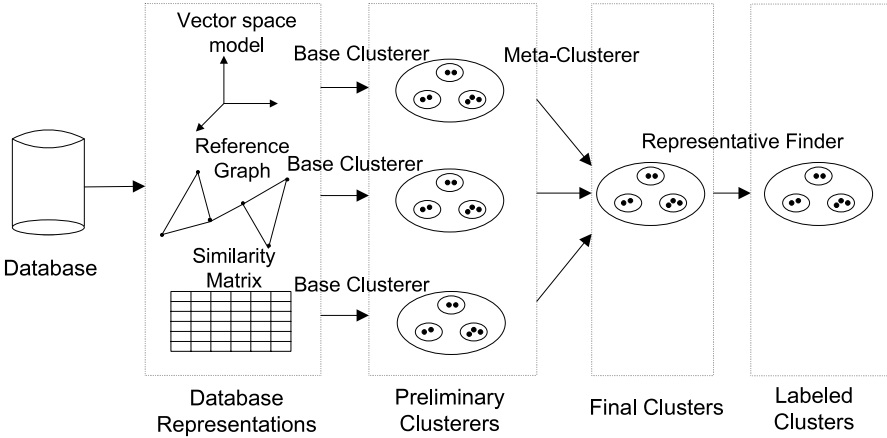 Vector space
model
Base Clusterer
Meta-Clusterer
Reference
Graph
Base Clusterer
Representative Finder
Database
Similarity
Matrix
Base Clusterer
Database
Representations
Preliminary
Clusterers
Final Clusters
Labeled
Clusters